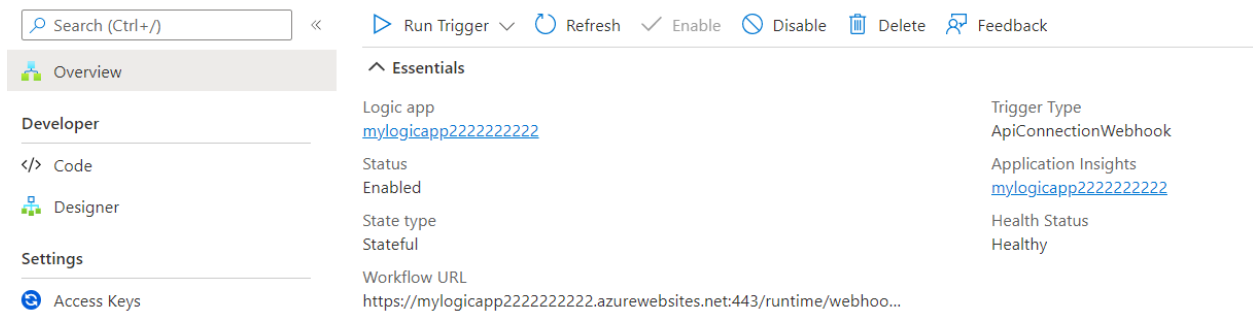 Search (Ctrl+/)
«
Run Trigger
Refresh
Enable
Disable
Delete
Feedback
Overview
Developer
</> Code
Designer
Settings
Access Keys
Essentials
Logic app
mylogicapp2222222222
Status
Enabled
State type
Stateful
Workflow URL
https://mylogicapp2222222222.azurewebsites.net:443/runtime/webhoo...
Trigger Type
ApiConnectionWebhook
Application Insights
mylogicapp2222222222
Health Status
Healthy